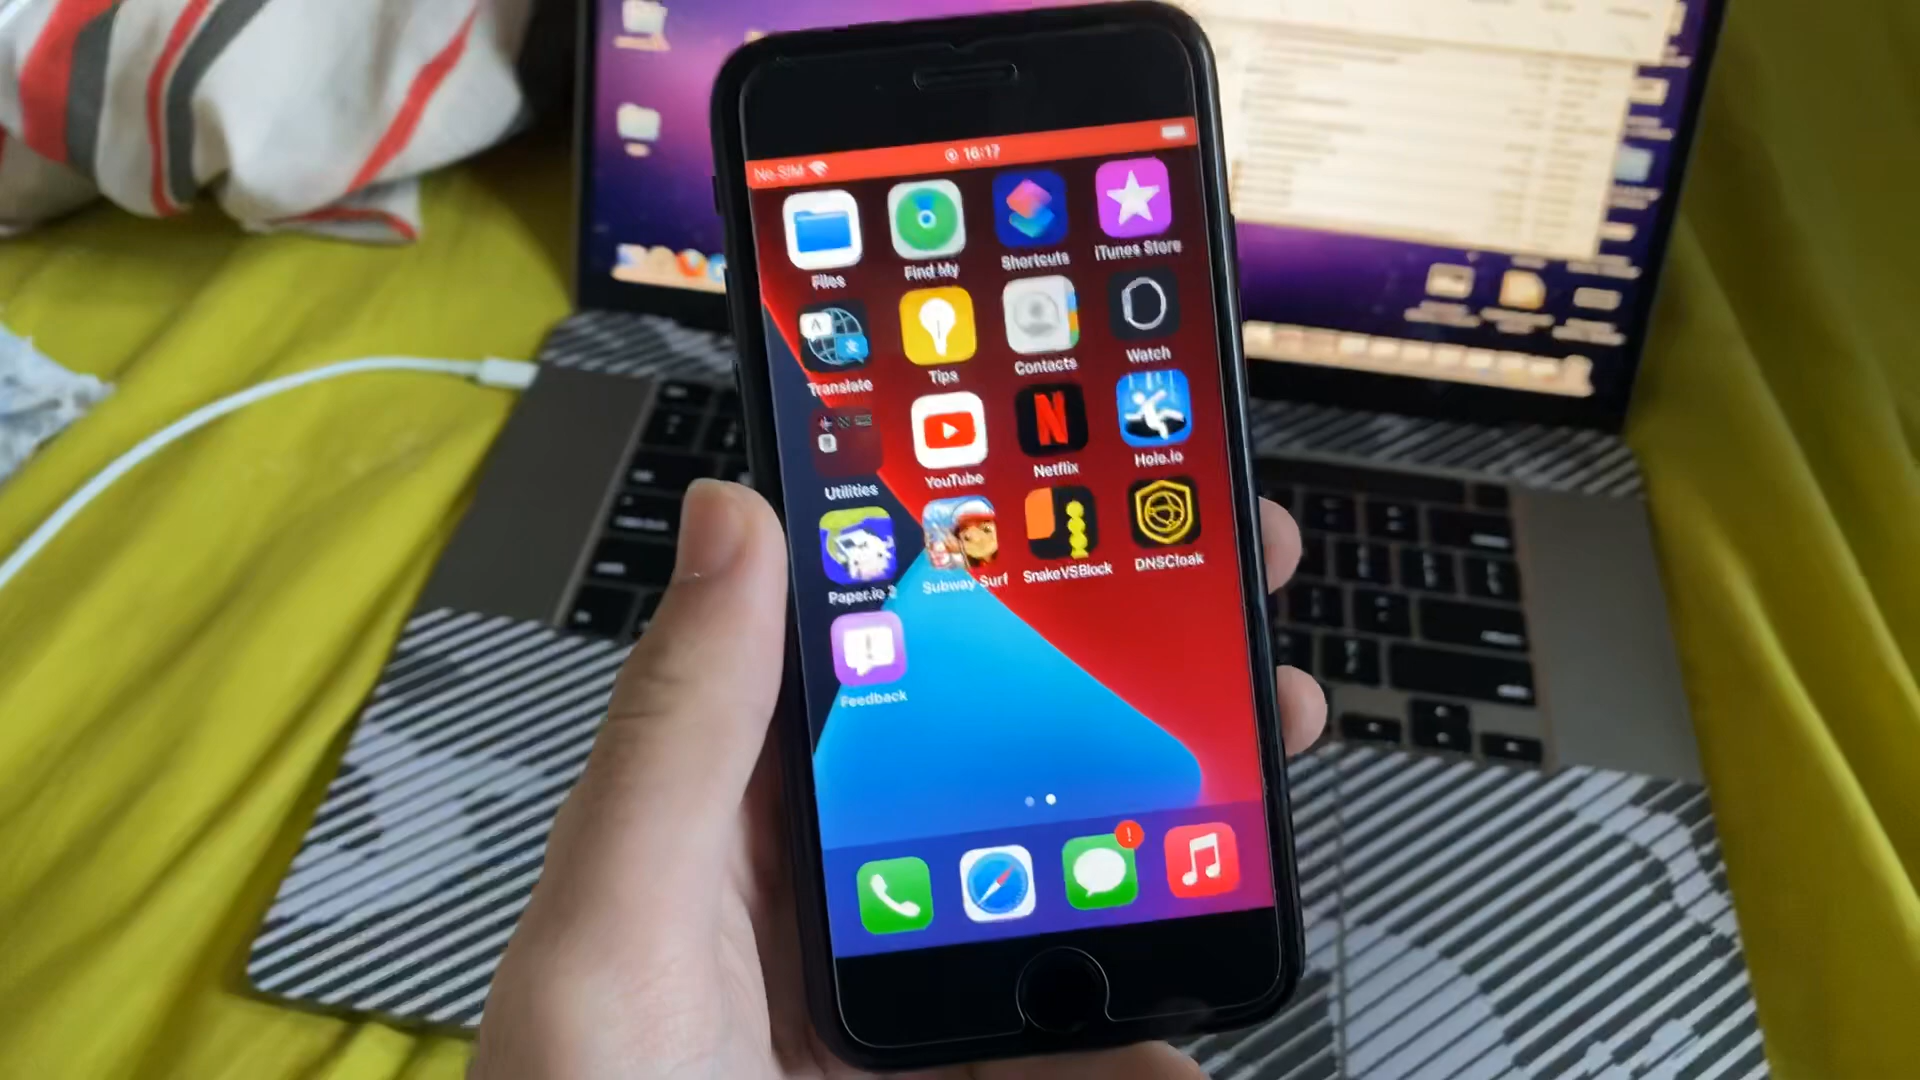 No SIM 16:17
Files Find My Shortcuts iTunes Store
Translate Tips Contacts Watch
Utilities YouTube Netflix Hole.io
Paper.io 2 Subway Surf SnakeVSBlock DNSCloak
Feedback